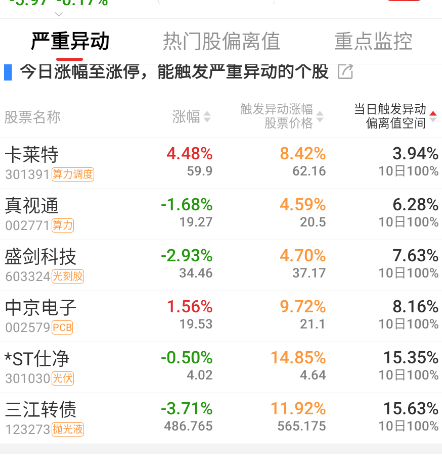 严重异动 热门股偏离值 重点监控
今日涨幅至涨停，能触发严重异动的个股
股票名称 涨幅 触发异动涨幅 当日触发异动
股票价格 偏离值空间
卡莱特 4.48% 8.42% 3.94%
301391 算力调度 59.9 62.16 10日100%
真视通 -1.68% 4.59% 6.28%
002771 算力 19.27 20.5 10日100%
盛剑科技 -2.93% 4.70% 7.63%
603324 光刻胶 34.46 37.17 10日100%
中京电子 1.56% 9.72% 8.16%
002579 PCB 19.53 21.1 10日100%
*ST仕净 -0.50% 14.85% 15.35%
301030 光伏 4.02 4.64 10日100%
三江转债 -3.71% 11.92% 15.63%
123273 抛光液 486.765 565.175 10日100%